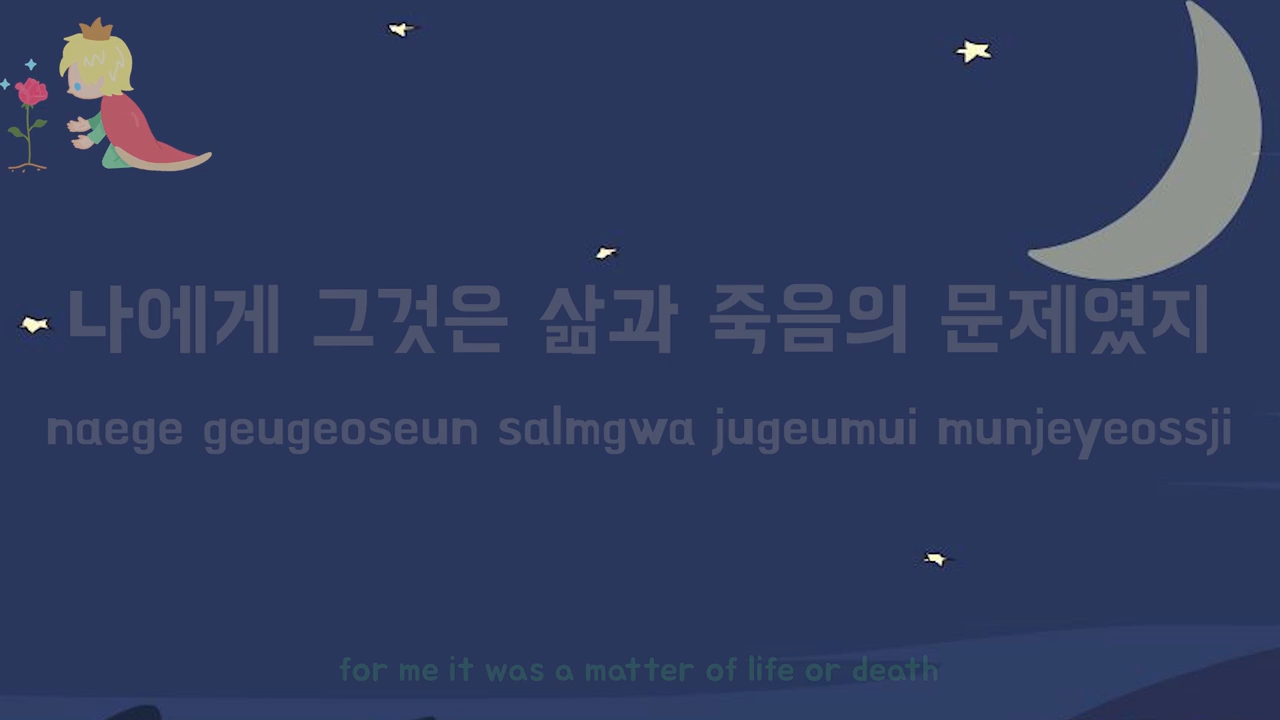 나에게 그것은 삶과 죽음의 문제였지
naege geugeoseun salmgwa jugeumui munjeyeossji
for me it was a matter of life or death